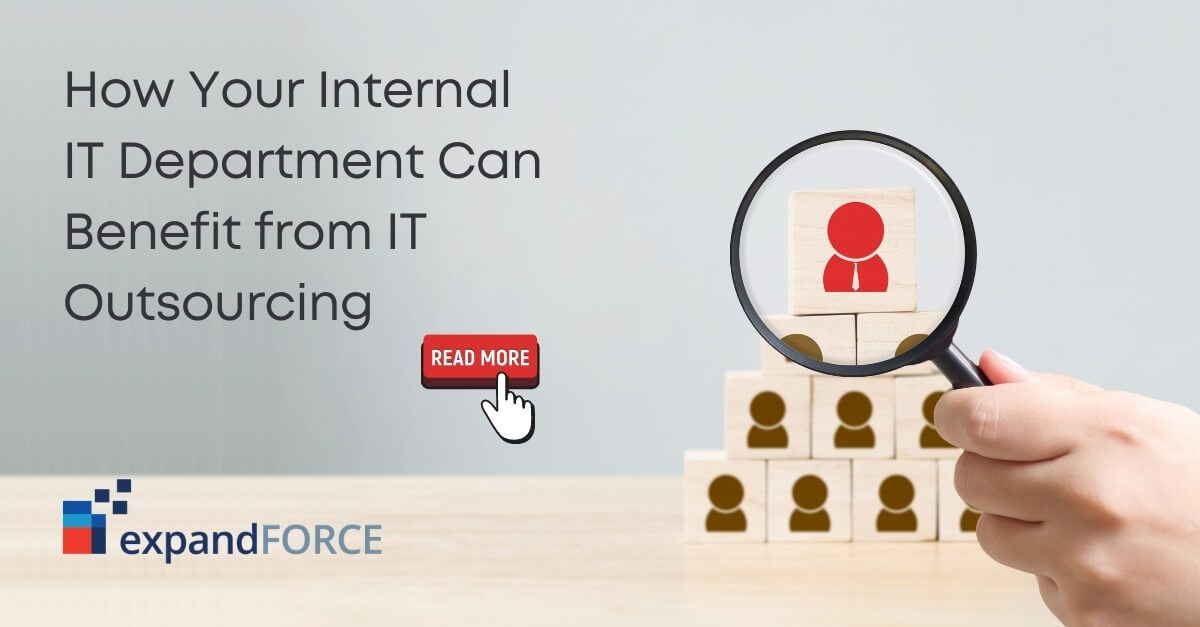 How Your Internal
IT Department Can
Benefit from IT
Outsourcing
READ MORE
expandFORCE